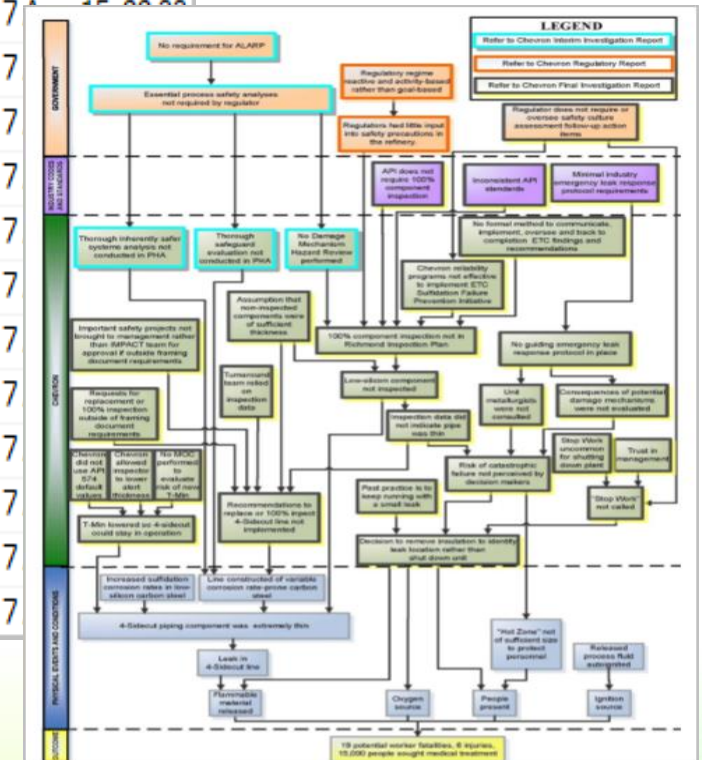 7
7
7
7
7
7
7
7
7
7
7
7
LEGEND
Refer to Chevron Interim Investigation Report
Refer to Chevron Regulatory Report
Refer to Chevron Final Investigation Report
GOVERNMENT
No requirement for ALARP
Essential process safety analyses
not required by regulator
Regulatory regime
reactive and activity-based
rather than goal-based
Regulators had little input
into safety precautions in
the refinery.
Regulator does not require or
oversee safety culture
assessment follow-up action
items
INDUSTRY CODES
AND STANDARDS
API does not
require 100%
component
inspection
Inconsistent API
standards
Minimal industry
emergency leak response
protocol requirements
CHEVRON
Thorough inherently safer
systems analysis not
conducted in PHA
Thorough
safeguard
evaluation not
conducted in PHA
No Damage
Mechanism
Hazard Review
performed
No formal method to communicate,
implement, oversee and track to
completion ETC findings and
recommendations
Chevron reliability
programs not effective
to implement ETC
Sulfidation Failure
Prevention Initiative
Assumption that
non-inspected
components were
of sufficient
thickness
Important safety projects not
brought to management rather
than IMPACT team for
approval if outside framing
document requirements
100% component inspection not in
Richmond Inspection Plan
No guiding emergency leak
response protocol in place
Turnaround
team relied
on
inspection
data
Low-silicon component
not inspected
Requests for
replacement or
100% inspection
outside of framing
document
requirements
Unit
metallurgists
were not
consulted
Consequences of potential
damage mechanisms
were not evaluated
Inspection data did
not indicate pipe
was thin
Chevron
did not
use API
574
default
values
Chevron
allowed
inspector
to lower
alert
thickness
No MOC
performed
to
evaluate
risk of new
T-Min
Stop Work
uncommon
for shutting
down plant
Trust in
management
Risk of catastrophic
failure not perceived by
decision makers
Past practice is to
keep running with
a small leak
"Stop Work"
not called
Recommendations to
replace or 100% inpect
4-Sidecut line not
implemented
T-Min lowered so 4-sidecut
could stay in operation
Decision to remove insulation to identify
leak location rather than
shut down unit
PHYSICAL EVENTS AND CONDITIONS
Increased sulfidation
corrosion rates in low-
silicon carbon steel
Line constructed of variable
corrosion rate-prone carbon
steel
4-Sidecut piping component was extremely thin
"Hot Zone" not
of sufficient size
to protect
personnel
Leak in
4-Sidecut line
Released
process fluid
autoignited
Flammable
material
released
Oxygen
source
People
present
Ignition
source
OUTCOME
19 potential worker fatalities, 6 injuries,
15,000 people sought medical treatment